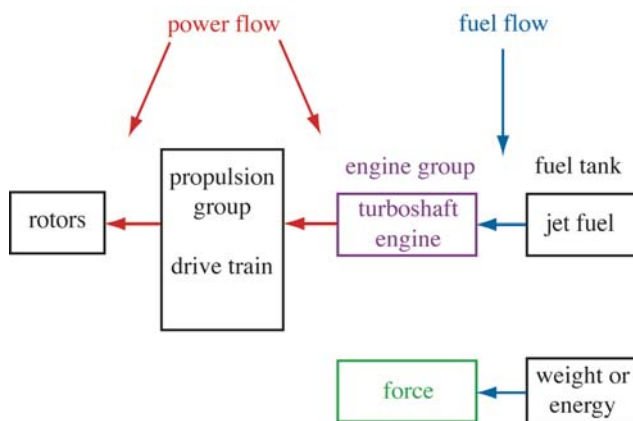 power flow
fuel flow
engine group
fuel tank
rotors
propulsion
group
drive train
turboshaft
engine
jet fuel
force
weight or
energy